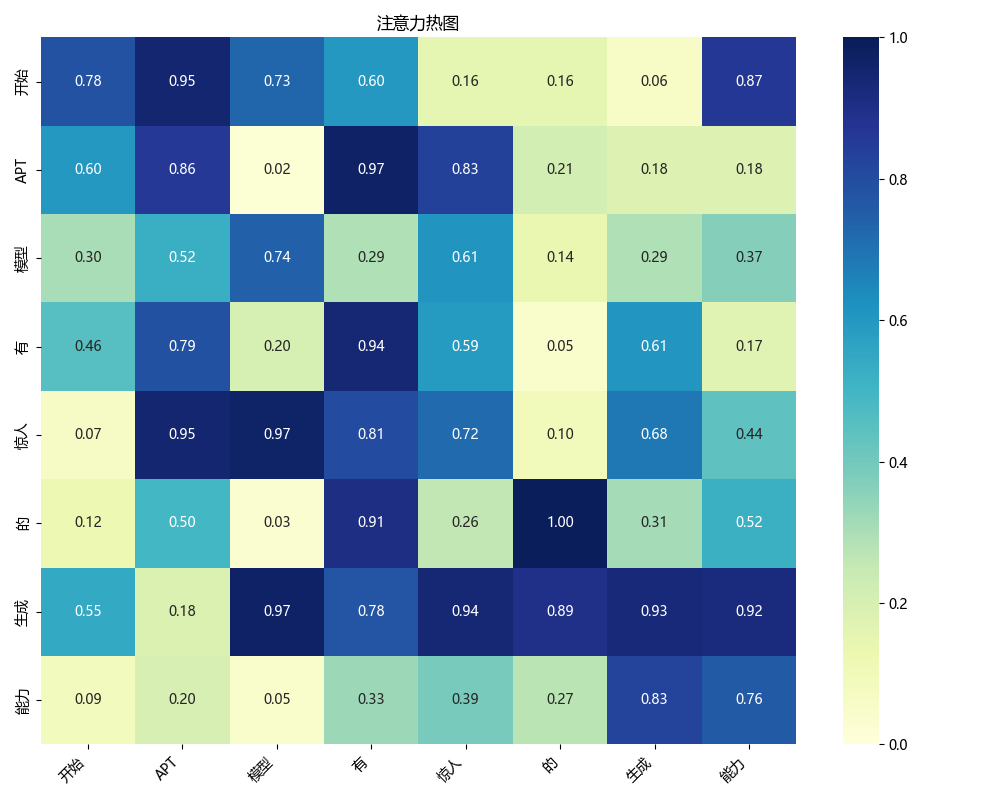 注意力热图
开始 0.78 0.95 0.73 0.60 0.16 0.16 0.06 0.87
APT 0.60 0.86 0.02 0.97 0.83 0.21 0.18 0.18
模型 0.30 0.52 0.74 0.29 0.61 0.14 0.29 0.37
有 0.46 0.79 0.20 0.94 0.59 0.05 0.61 0.17
惊人 0.07 0.95 0.97 0.81 0.72 0.10 0.68 0.44
的 0.12 0.50 0.03 0.91 0.26 1.00 0.31 0.52
生成 0.55 0.18 0.97 0.78 0.94 0.89 0.93 0.92
能力 0.09 0.20 0.05 0.33 0.39 0.27 0.83 0.76
开始 APT 模型 有 惊人 的 生成 能力
1.0
0.8
0.6
0.4
0.2
0.0